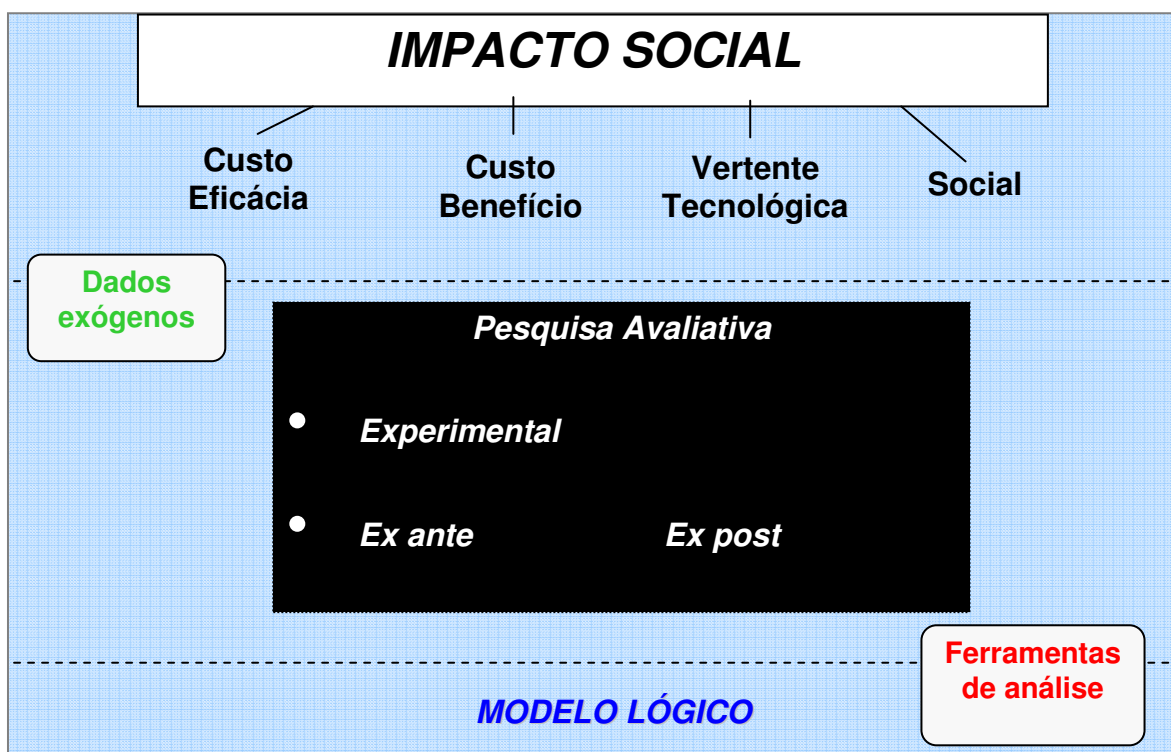 IMPACTO SOCIAL
Custo
Eficácia
Custo
Benefício
Vertente
Tecnológica
Social
Dados
exógenos
Pesquisa Avaliativa
• Experimental
• Ex ante Ex post
Ferramentas
de análise
MODELO LÓGICO